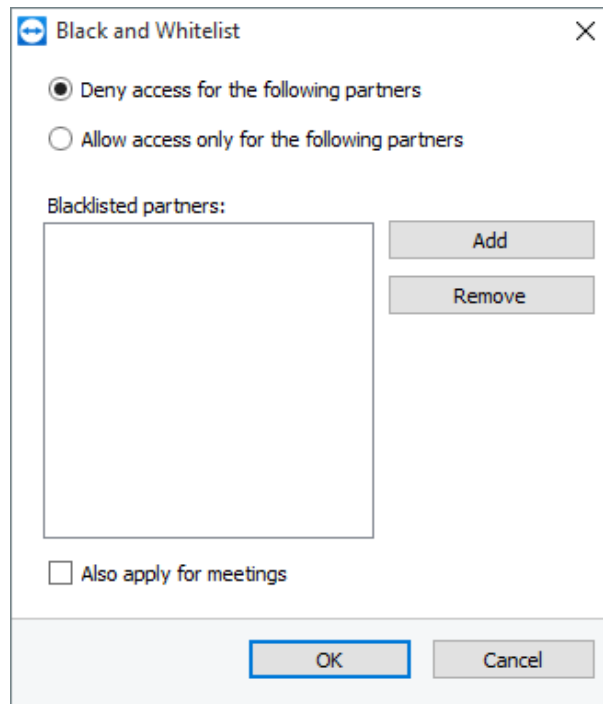 Black and Whitelist
Deny access for the following partners
Allow access only for the following partners
Blacklisted partners:
Add
Remove
Also apply for meetings
OK
Cancel